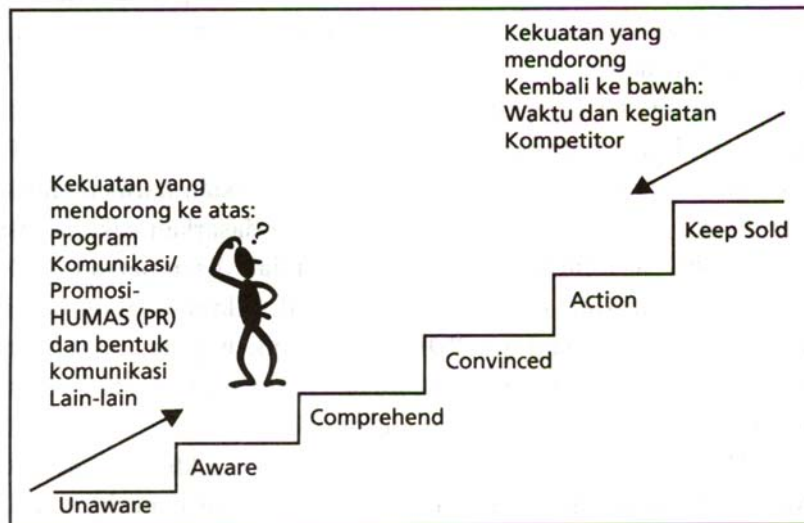 Kekuatan yang
mendorong
Kembali ke bawah:
Waktu dan kegiatan
Kompetitor
Kekuatan yang
mendorong ke atas:
Program
Komunikasi/
Promosi-
HUMAS (PR)
dan bentuk
komunikasi
Lain-lain
?
Keep Sold
Action
Convinced
Comprehend
Aware
Unaware